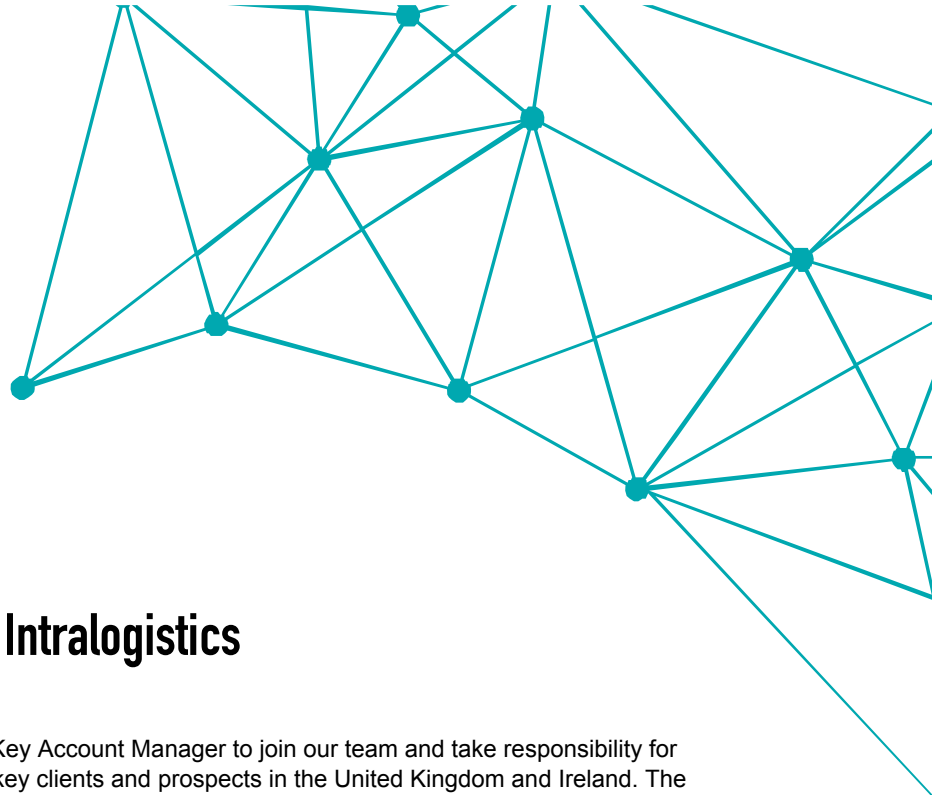 Intralogistics
Key Account Manager to join our team and take responsibility for
key clients and prospects in the United Kingdom and Ireland. The